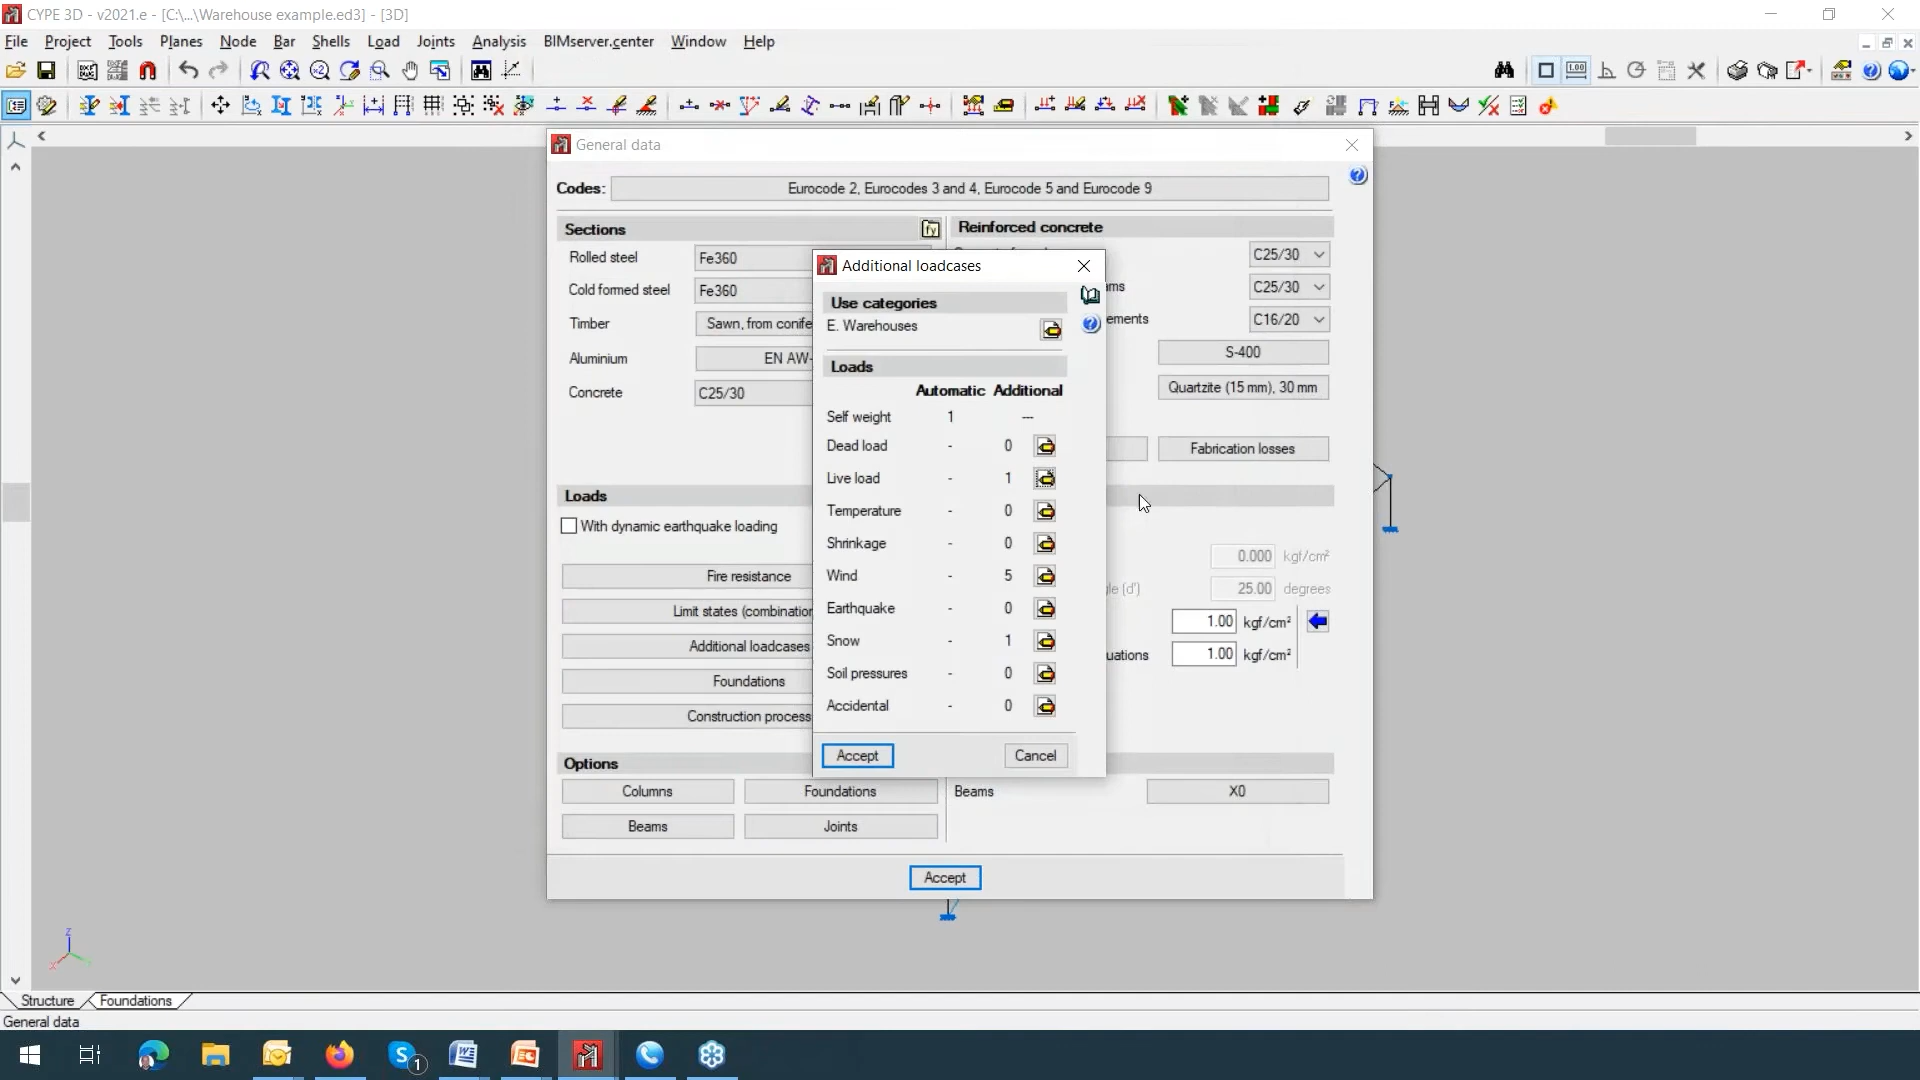 CYPE 3D - v2021.e - [C:\...\Warehouse example.ed3] - [3D]
File Project Tools Planes Node Bar Shells Load Joints Analysis BIMserver.center Window Help
General data
Codes: Eurocode 2, Eurocodes 3 and 4, Eurocode 5 and Eurocode 9
Sections
Reinforced concrete
Rolled steel Fe360
C25/30
Cold formed steel Fe360
C25/30
Timber Sawn, from conife
ements C16/20
S-400
Aluminium EN AW-
Quartzite (15 mm), 30 mm
Concrete C25/30
Fabrication losses
Loads
With dynamic earthquake loading
0.000 kgf/cm²
Fire resistance
gle (d') 25.00 degrees
Limit states (combination
1.00 kgf/cm²
Additional loadcases
uations 1.00 kgf/cm²
Foundations
Construction process
Options
Columns Foundations
Beams X0
Beams Joints
Accept
Additional loadcases
Use categories
E. Warehouses
Loads
Automatic Additional
Self weight 1 ---
Dead load - 0
Live load - 1
Temperature - 0
Shrinkage - 0
Wind - 5
Earthquake - 0
Snow - 1
Soil pressures - 0
Accidental - 0
Accept Cancel
Z
Structure Foundations
General data
1